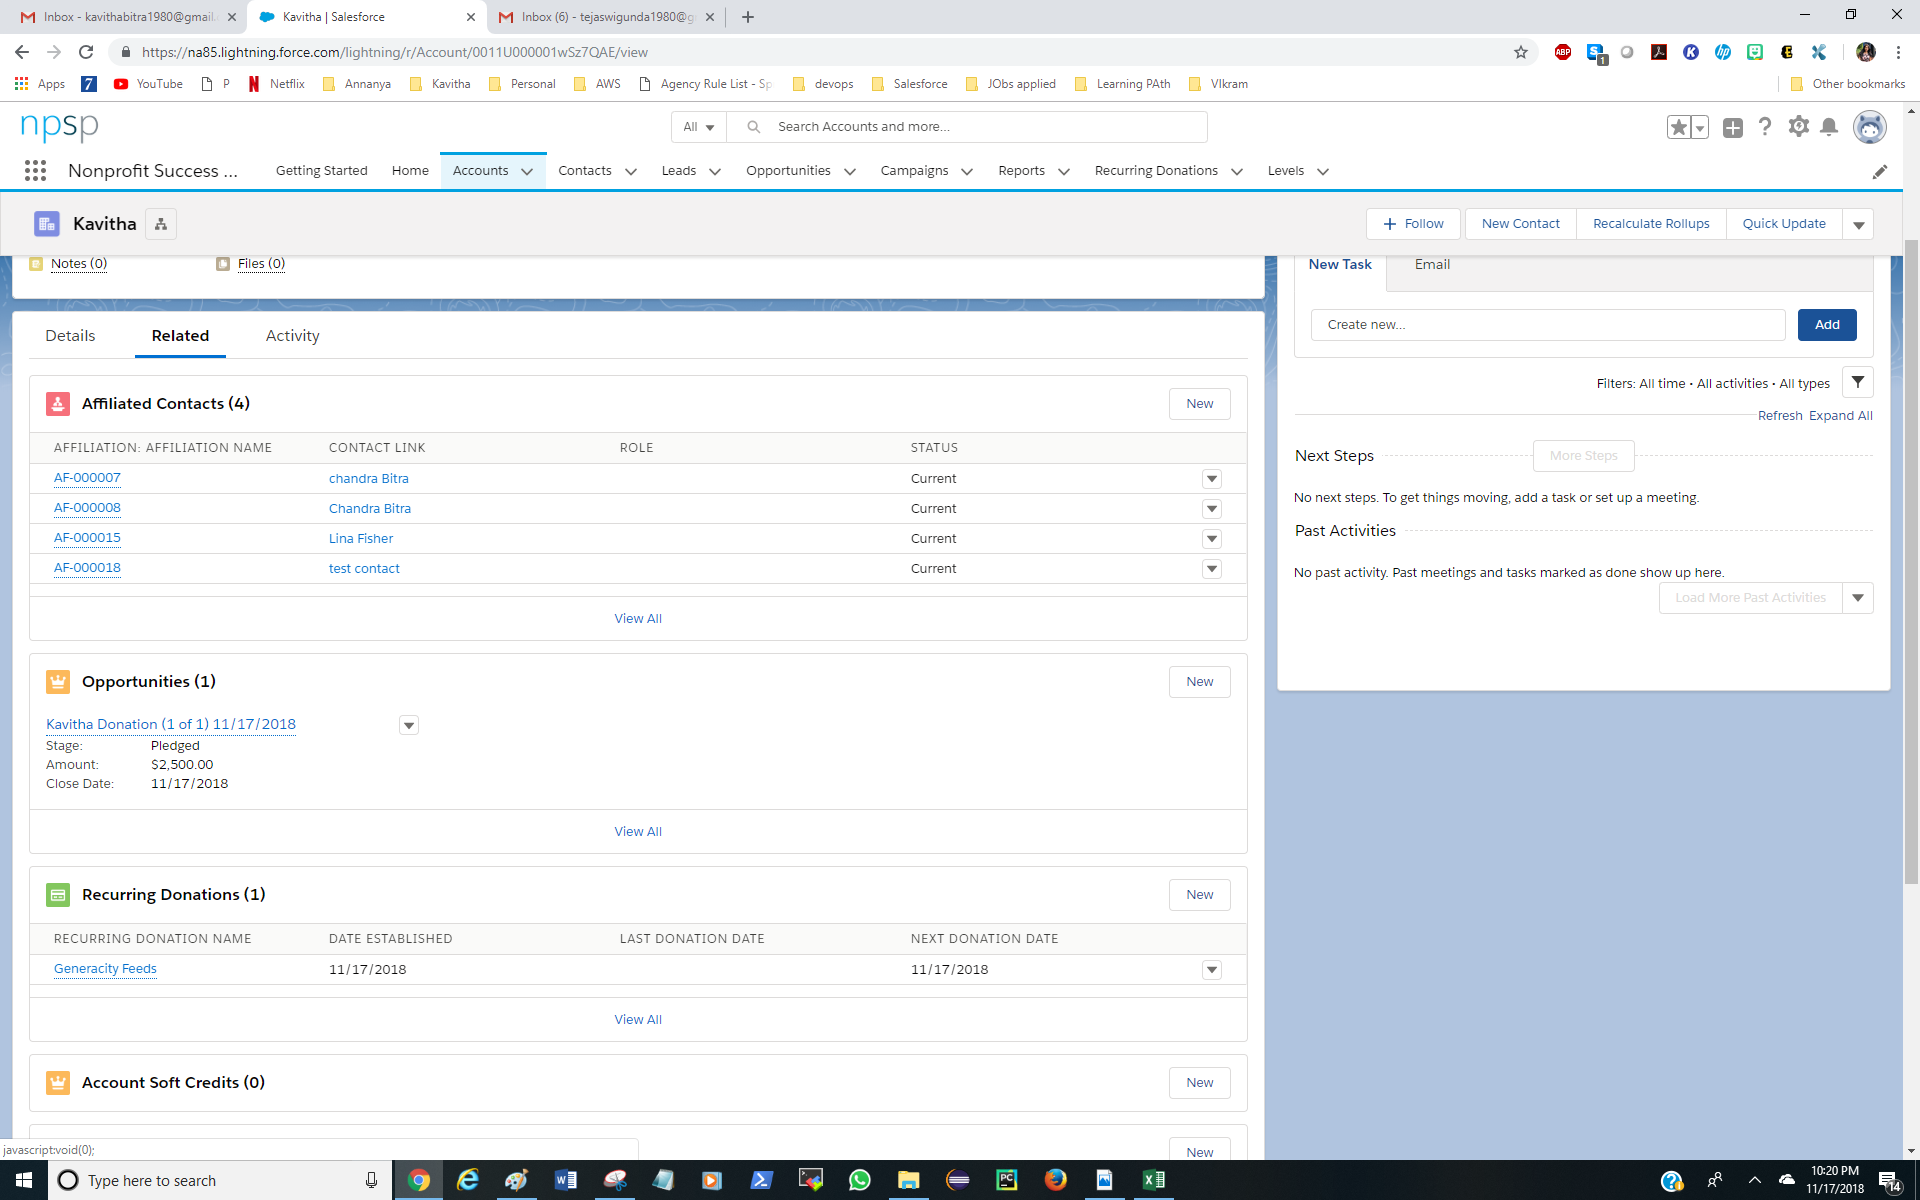 Inbox - kavithabitra1980@gmail.
Kavitha | Salesforce
Inbox (6) - tejaswigunda1980@g
https://na85.lightning.force.com/lightning/r/Account/0011U000001wSz7QAE/view
ABP
S
1
K
hp
Apps
7
YouTube
P
Netflix
Annanya
Kavitha
Personal
AWS
Agency Rule List - Sp
devops
Salesforce
JObs applied
Learning PAth
VIkram
Other bookmarks
npsp
All
Search Accounts and more...
Nonprofit Success ...
Getting Started
Home
Accounts
Contacts
Leads
Opportunities
Campaigns
Reports
Recurring Donations
Levels
Kavitha
+ Follow
New Contact
Recalculate Rollups
Quick Update
Notes (0)
Files (0)
New Task
Email
Create new...
Add
Filters: All time • All activities • All types
Refresh Expand All
Next Steps
More Steps
No next steps. To get things moving, add a task or set up a meeting.
Past Activities
No past activity. Past meetings and tasks marked as done show up here.
Load More Past Activities
Details
Related
Activity
Affiliated Contacts (4)
New
AFFILIATION: AFFILIATION NAME CONTACT LINK ROLE STATUS
AF-000007 chandra Bitra Current
AF-000008 Chandra Bitra Current
AF-000015 Lina Fisher Current
AF-000018 test contact Current
View All
Opportunities (1)
New
Kavitha Donation (1 of 1) 11/17/2018
Stage: Pledged
Amount: $2,500.00
Close Date: 11/17/2018
View All
Recurring Donations (1)
New
RECURRING DONATION NAME DATE ESTABLISHED LAST DONATION DATE NEXT DONATION DATE
Generacity Feeds 11/17/2018 11/17/2018
View All
Account Soft Credits (0)
New
New
javascript:void(0);
Type here to search
PC
10:20 PM
11/17/2018
14